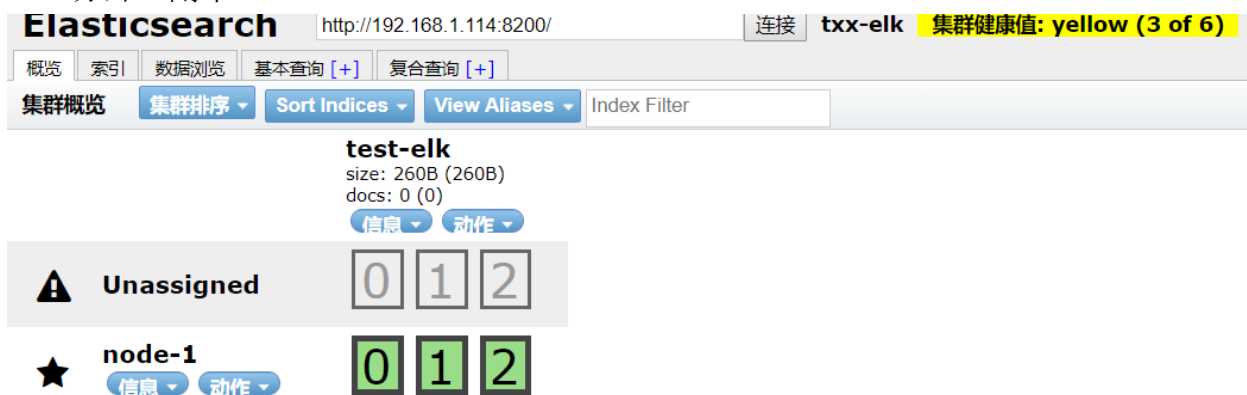 Elasticsearch http://192.168.1.114:8200/ 连接 txx-elk 集群健康值: yellow (3 of 6)
概览 索引 数据浏览 基本查询 [+] 复合查询 [+]
集群概览 集群排序 Sort Indices View Aliases Index Filter
test-elk
size: 260B (260B)
docs: 0 (0)
信息 动作
Unassigned 0 1 2
node-1 0 1 2
信息 动作